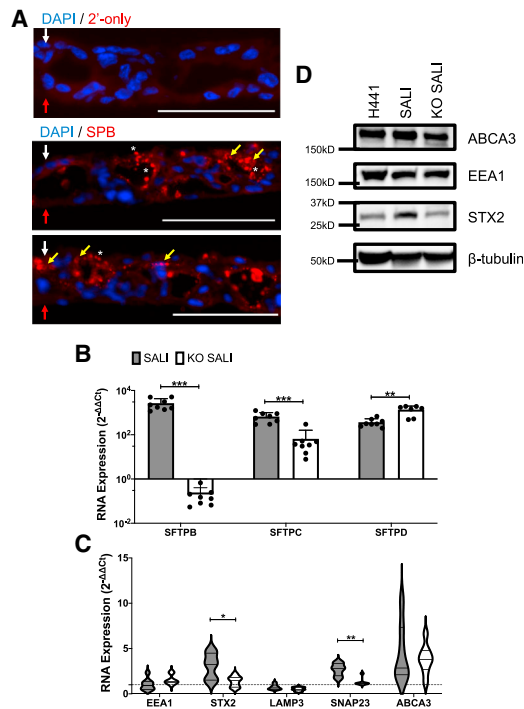 A
DAPI / 2'-only
DAPI / SPB
*
*
*
D
H441
SALI
KO SALI
150kD
ABCA3
150kD
EEA1
37kD
25kD
STX2
50kD
β-tubulin
B
SALI
KO SALI
RNA Expression (2^-ΔΔCt)
10^4
10^2
10^0
10^-2
***
***
**
SFTPB
SFTPC
SFTPD
C
RNA Expression (2^-ΔΔCt)
15
10
5
0
*
**
EEA1
STX2
LAMP3
SNAP23
ABCA3